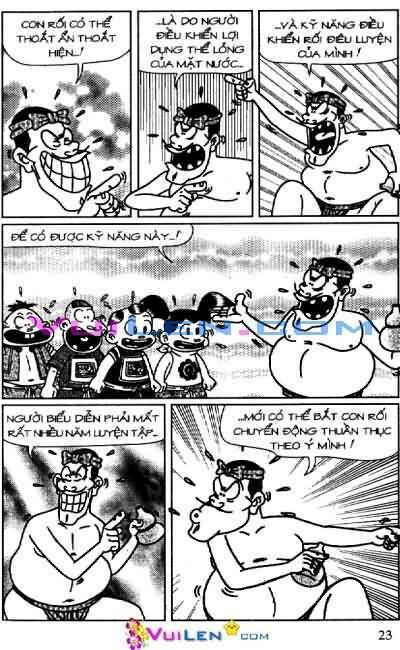 CON RỐI CÓ THỂ
THOẮT ẨN THOẮT
HIỆN...!
...LÀ DO NGƯỜI
ĐIỀU KHIỂN LỢI
DỤNG THỂ LỎNG
CỦA MẶT NƯỚC...
...VÀ KỸ NĂNG ĐIỀU
KHIỂN RỐI ĐIÊU LUYỆN
CỦA MÌNH !
ĐỂ CÓ ĐƯỢC KỸ NĂNG NÀY...!
VUILEN.COM
NGƯỜI BIỂU DIỄN PHẢI MẤT
RẤT NHIỀU NĂM LUYỆN TẬP...
...MỚI CÓ THỂ BẮT CON RỐI
CHUYỂN ĐỘNG THUẦN THỤC
THEO Ý MÌNH !
23
VUILEN.COM